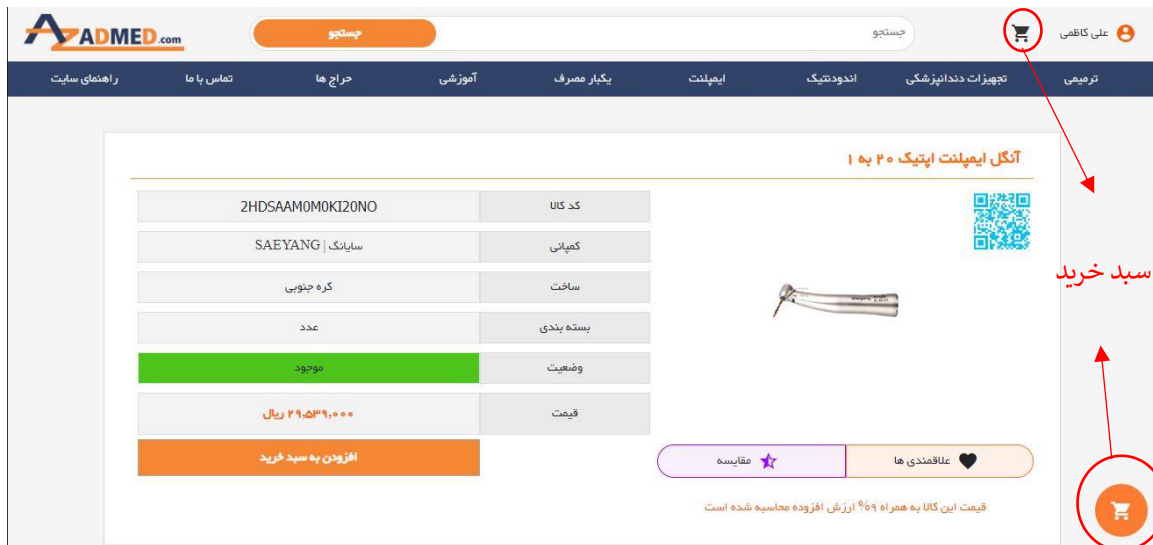 علی کاظمی
جستجو
جستجو
AZADMED.com
ترمیمی
تجهیزات دندانپزشکی
اندودنتیک
ایمپلنت
یکبار مصرف
آموزشی
حراج ها
تماس با ما
راهنمای سایت
آنگل ایمپلنت اپتیک ۲۰ به ۱
کد کالا 2HDSAAM0M0KI20NO
کمپانی سایانگ | SAEYANG
ساخت کره جنوبی
بسته بندی عدد
وضعیت موجود
قیمت ۲۹,۵۳۹,۰۰۰ ریال
افزودن به سبد خرید
علاقمندی ها
مقایسه
قیمت این کالا به همراه ۹% ارزش افزوده محاسبه شده است
سبد خرید